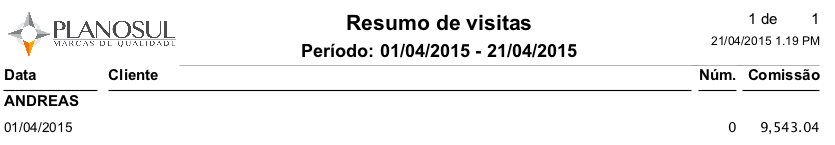 PLANOSUL
MARCAS DE QUALIDADE
Resumo de visitas
Período: 01/04/2015 - 21/04/2015
1 de 1
21/04/2015 1.19 PM
Data Cliente Núm. Comissão
ANDREAS
01/04/2015 0 9,543.04